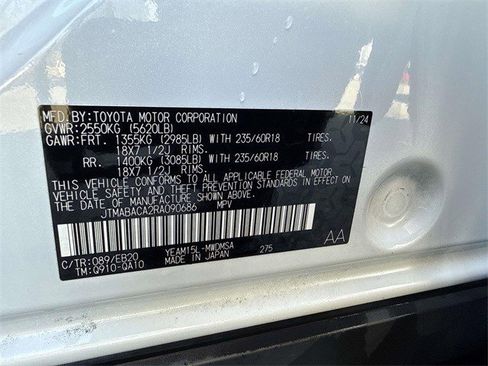 MFD. BY: TOYOTA MOTOR CORPORATION 11/24
GVWR: 2550KG (5620LB)
GAWR: FRT. 1355KG (2985LB) WITH 235/60R18 TIRES,
18X7 1/2J RIMS.
RR. 1400KG (3085LB) WITH 235/60R18 TIRES,
18X7 1/2J RIMS.
THIS VEHICLE CONFORMS TO ALL APPLICABLE FEDERAL MOTOR
VEHICLE SAFETY AND THEFT PREVENTION STANDARDS IN
EFFECT ON THE DATE OF MANUFACTURE SHOWN ABOVE.
JTMABACA2RA090686 MPV
C/TR: 089/EB20 YEAM15L-MWDMSA 275 AA
TM: Q910-QA10 MADE IN JAPAN